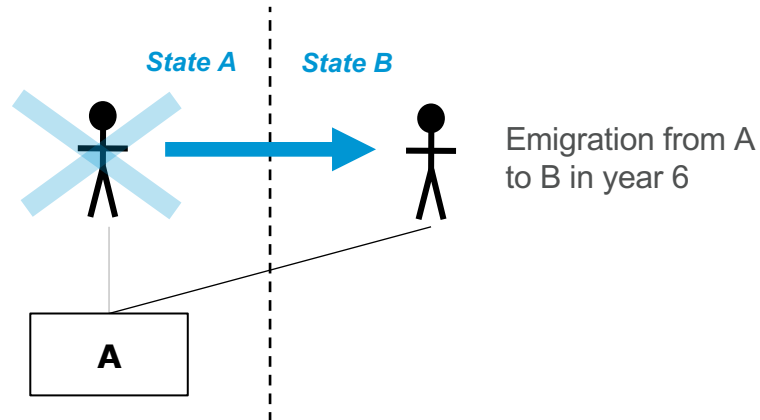 State A
State B
Emigration from A
to B in year 6
A